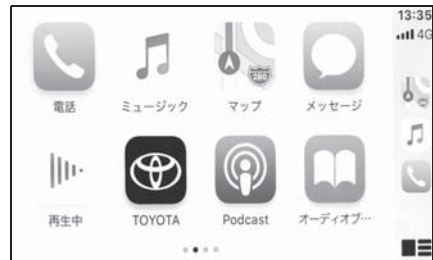 13:35
4G
280
電話
ミュージック
マップ
メッセージ
再生中
TOYOTA
Podcast
オーディオブ…